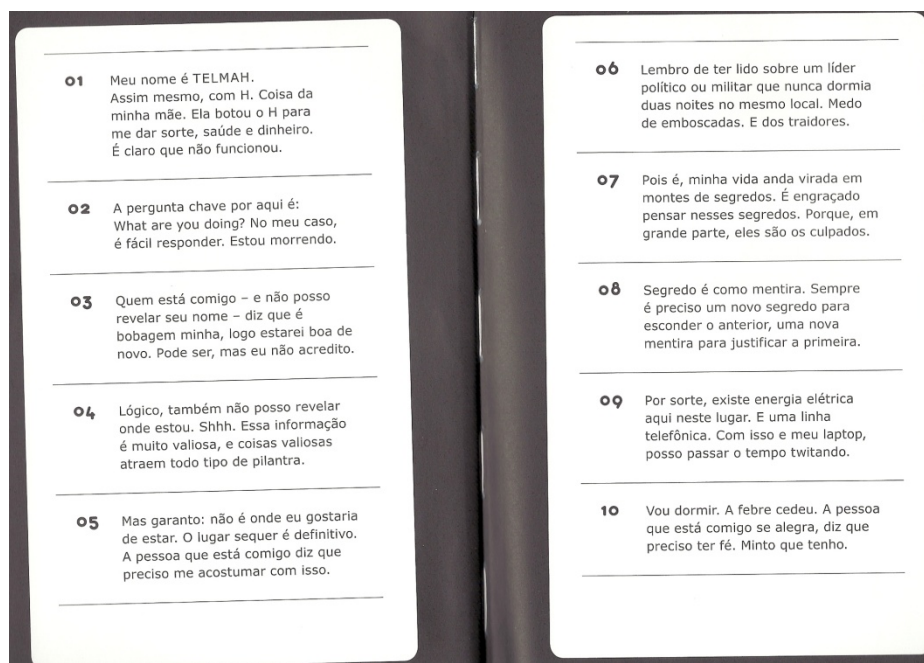 01 Meu nome é TELMAH.
Assim mesmo, com H. Coisa da
minha mãe. Ela botou o H para
me dar sorte, saúde e dinheiro.
É claro que não funcionou.
02 A pergunta chave por aqui é:
What are you doing? No meu caso,
é fácil responder. Estou morrendo.
03 Quem está comigo – e não posso
revelar seu nome – diz que é
bobagem minha, logo estarei boa de
novo. Pode ser, mas eu não acredito.
04 Lógico, também não posso revelar
onde estou. Shhh. Essa informação
é muito valiosa, e coisas valiosas
atraem todo tipo de pilantra.
05 Mas garanto: não é onde eu gostaria
de estar. O lugar sequer é definitivo.
A pessoa que está comigo diz que
preciso me acostumar com isso.
06 Lembro de ter lido sobre um líder
político ou militar que nunca dormia
duas noites no mesmo local. Medo
de emboscadas. E dos traidores.
07 Pois é, minha vida anda virada em
montes de segredos. É engraçado
pensar nesses segredos. Porque, em
grande parte, eles são os culpados.
08 Segredo é como mentira. Sempre
é preciso um novo segredo para
esconder o anterior, uma nova
mentira para justificar a primeira.
09 Por sorte, existe energia elétrica
aqui neste lugar. E uma linha
telefônica. Com isso e meu laptop,
posso passar o tempo twitando.
10 Vou dormir. A febre cedeu. A pessoa
que está comigo se alegra, diz que
preciso ter fé. Minto que tenho.